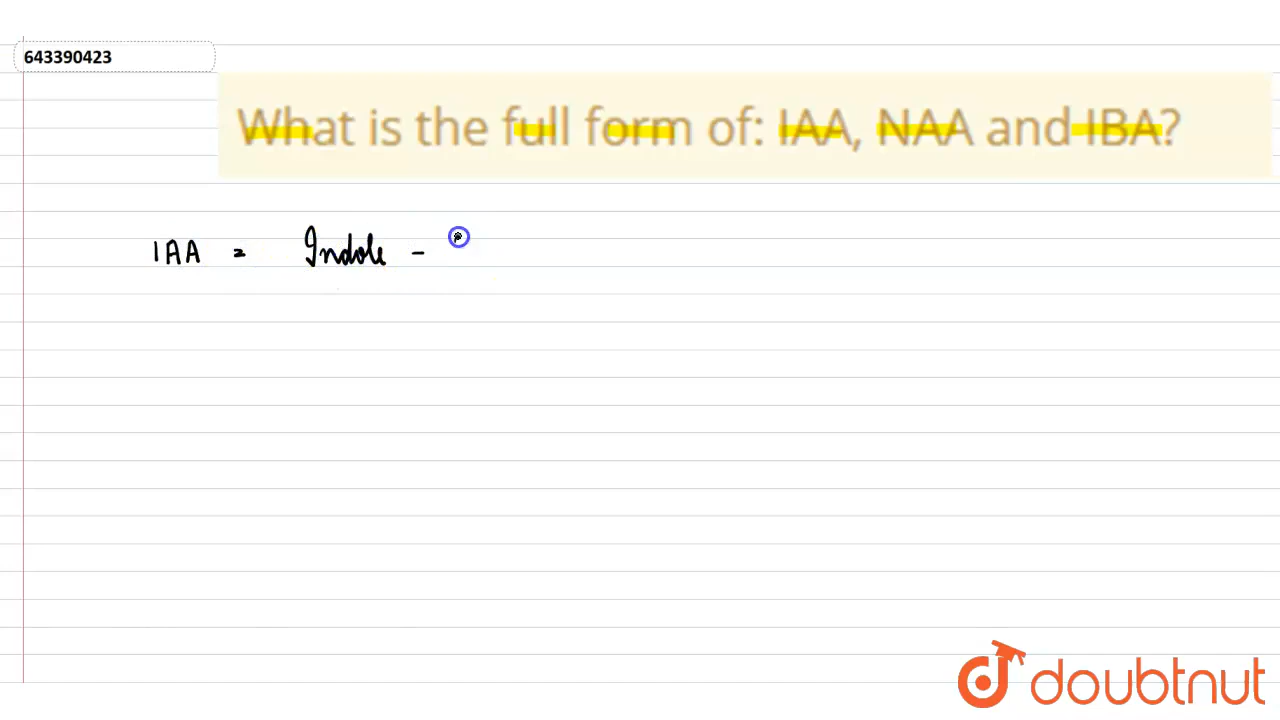 643390423
What is the full form of: IAA, NAA and IBA?
IAA = Indole -
doubtnut